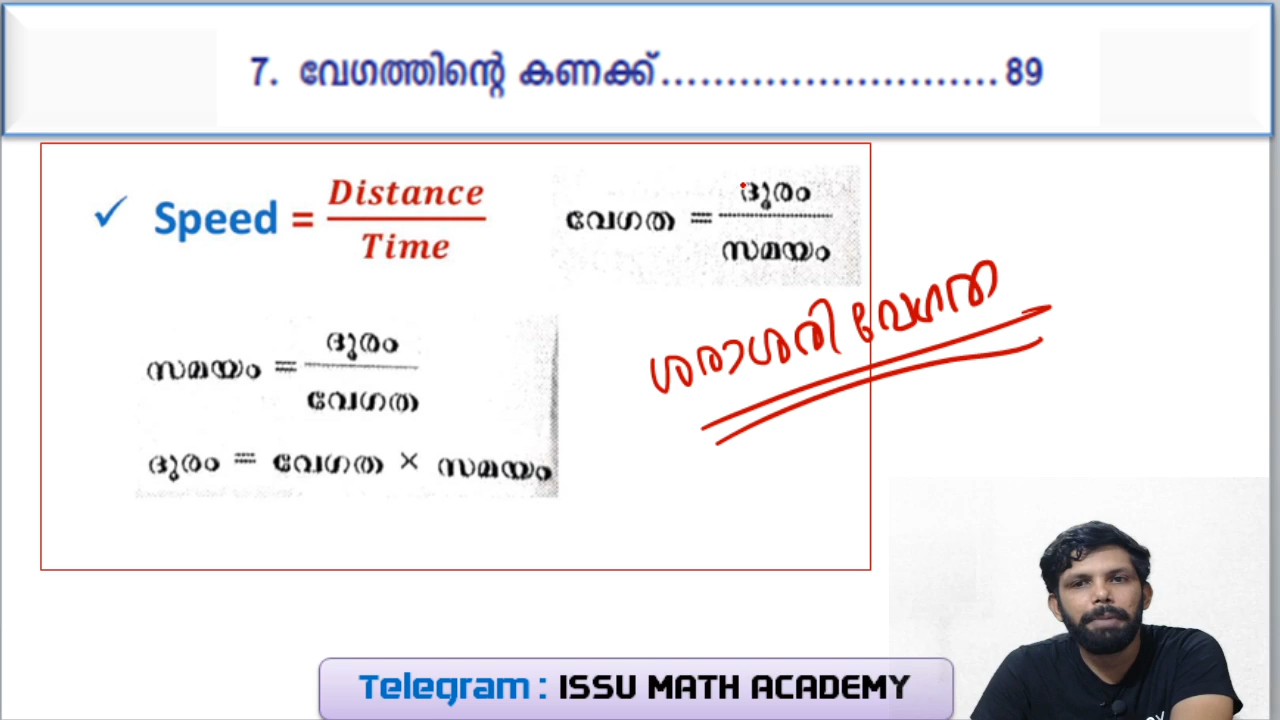 7. വേഗത്തിന്റെ കണക്ക്..........................89
✓ Speed = Distance / Time
വേഗത = ദൂരം / സമയം
ശരാശരി വേഗത
സമയം = ദൂരം / വേഗത
ദൂരം = വേഗത × സമയം
Telegram : ISSU MATH ACADEMY